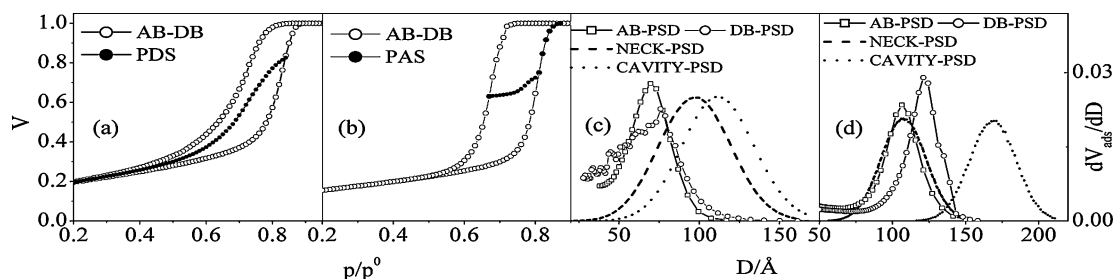 1.0
0.8
0.6
0.4
0.2
0.0
V
AB-DB
PDS
(a)
0.2 0.4 0.6 0.8
AB-DB
PAS
(b)
0.4 0.6 0.8
p/p⁰
AB-PSD DB-PSD
NECK-PSD
CAVITY-PSD
(c)
50 100 150
AB-PSD DB-PSD
NECK-PSD
CAVITY-PSD
(d)
50 100 150 200
D/Å
0.03
0.00
dV_ads/dD